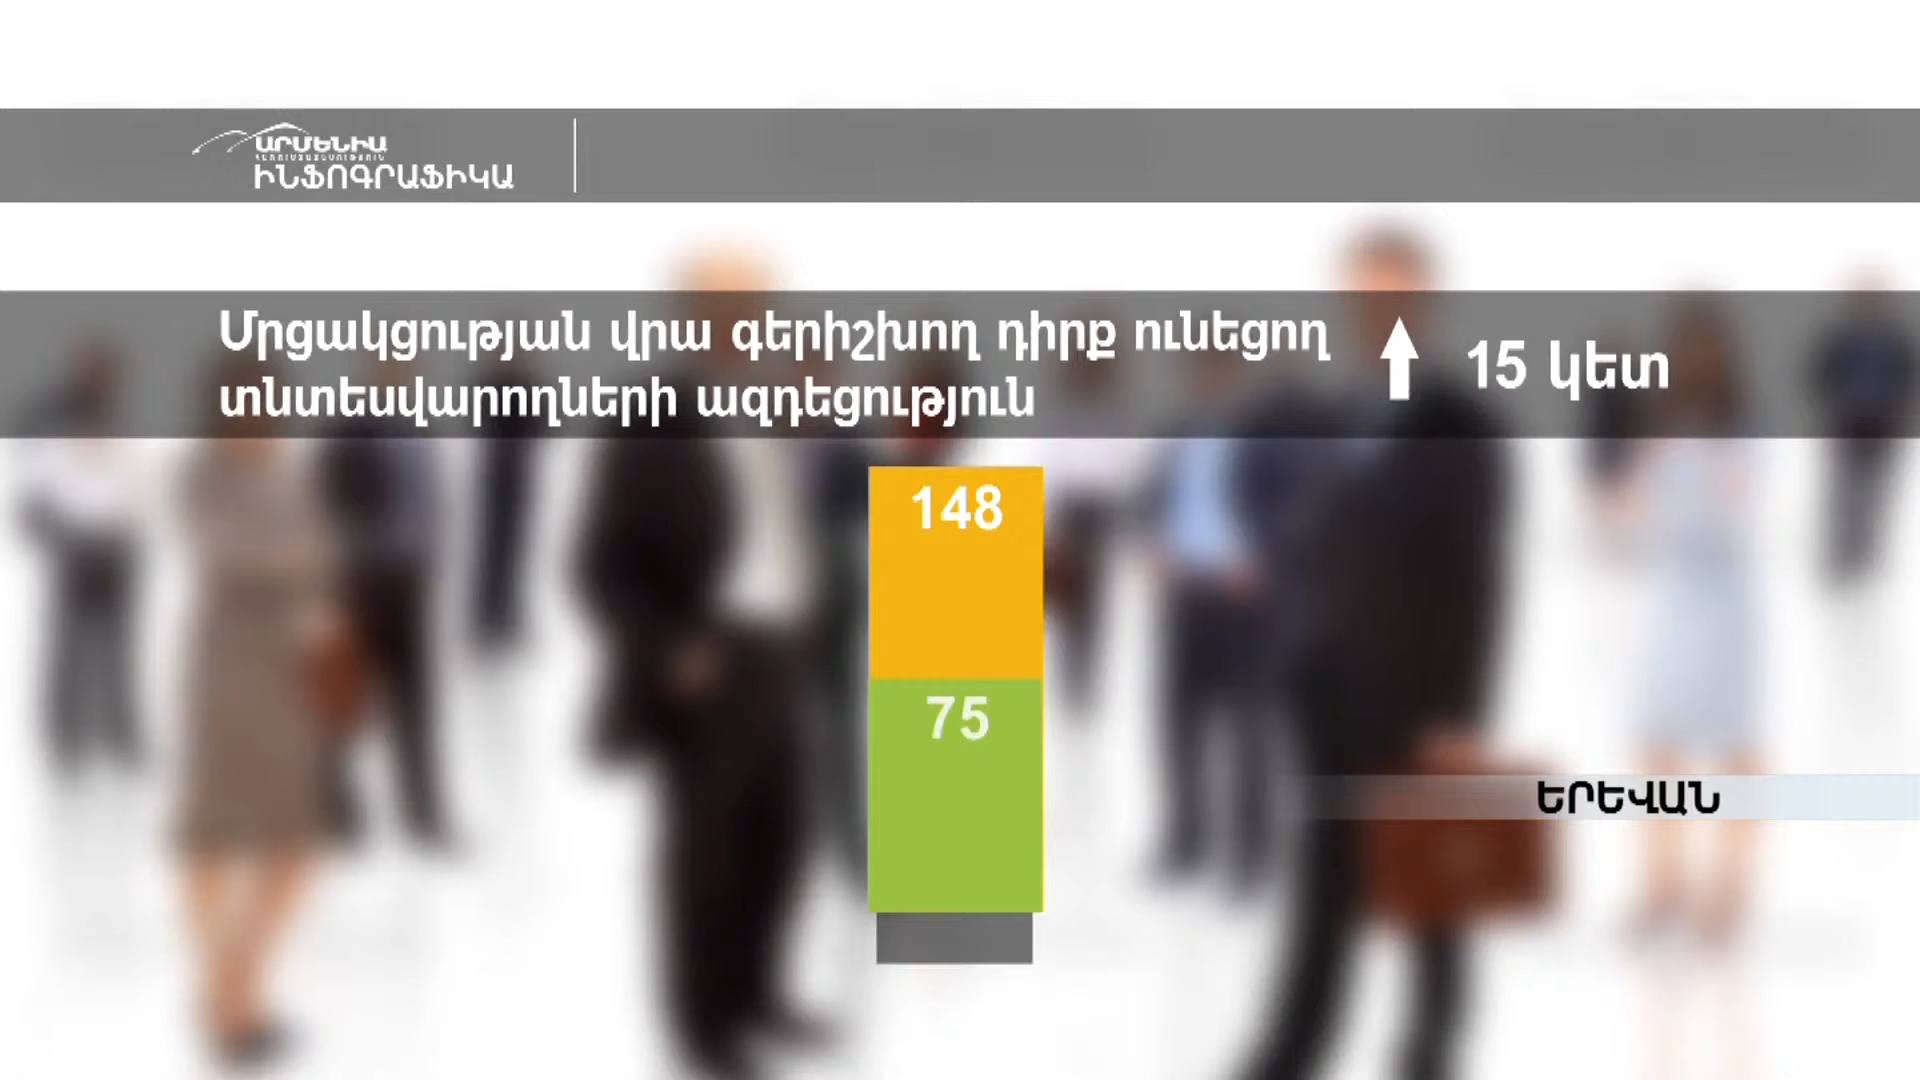 ԱՐՄԵՆԻԱ
ԻՆՖՈԳՐԱՖԻԿԱ
Մրցակցության վրա գերիշխող դիրք ունեցող
տնտեսվարողների ազդեցություն
15 կետ
148
75
ԵՐԵՎԱՆ